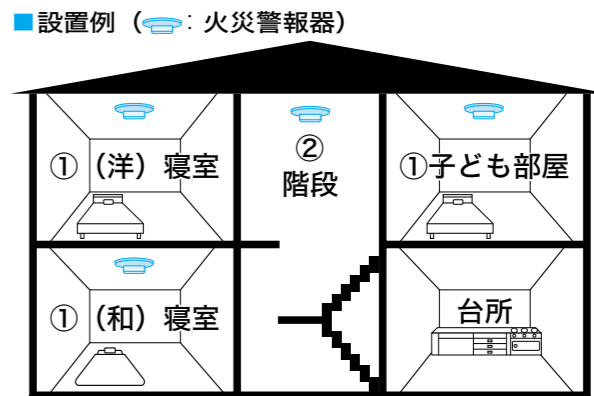 ■設置例（ : 火災警報器）
①（洋）寝室
②
階段
①子ども部屋
①（和）寝室
台所